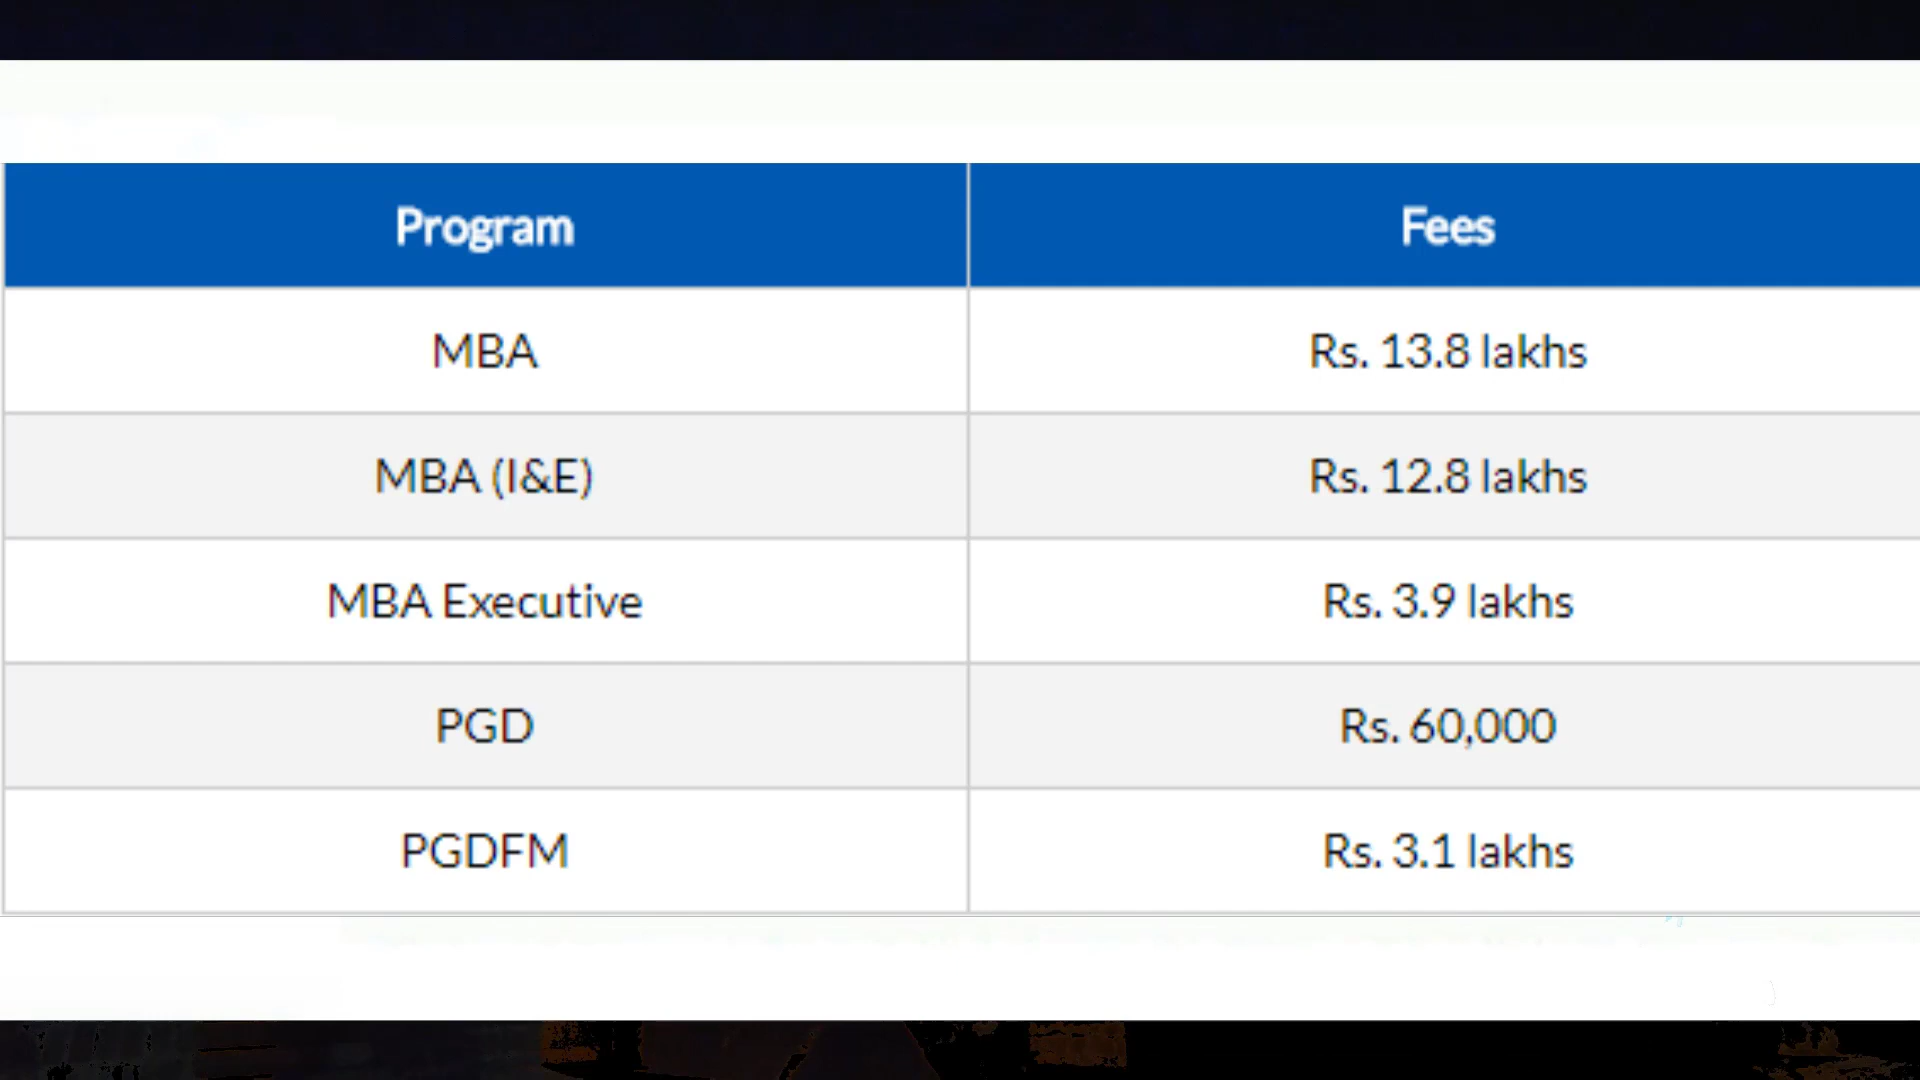 Program Fees
MBA Rs. 13.8 lakhs
MBA (I&E) Rs. 12.8 lakhs
MBA Executive Rs. 3.9 lakhs
PGD Rs. 60,000
PGDFM Rs. 3.1 lakhs